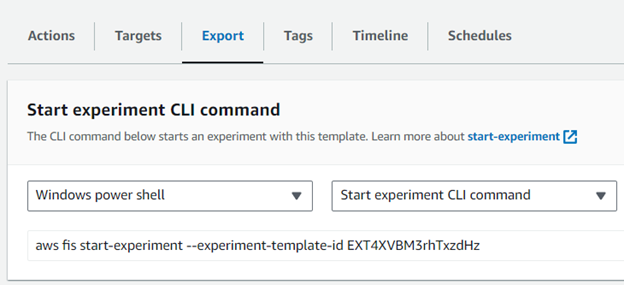 Actions Targets Export Tags Timeline Schedules
Start experiment CLI command
The CLI command below starts an experiment with this template. Learn more about start-experiment
Windows power shell Start experiment CLI command
aws fis start-experiment --experiment-template-id EXT4XVBM3rhTxzdHz